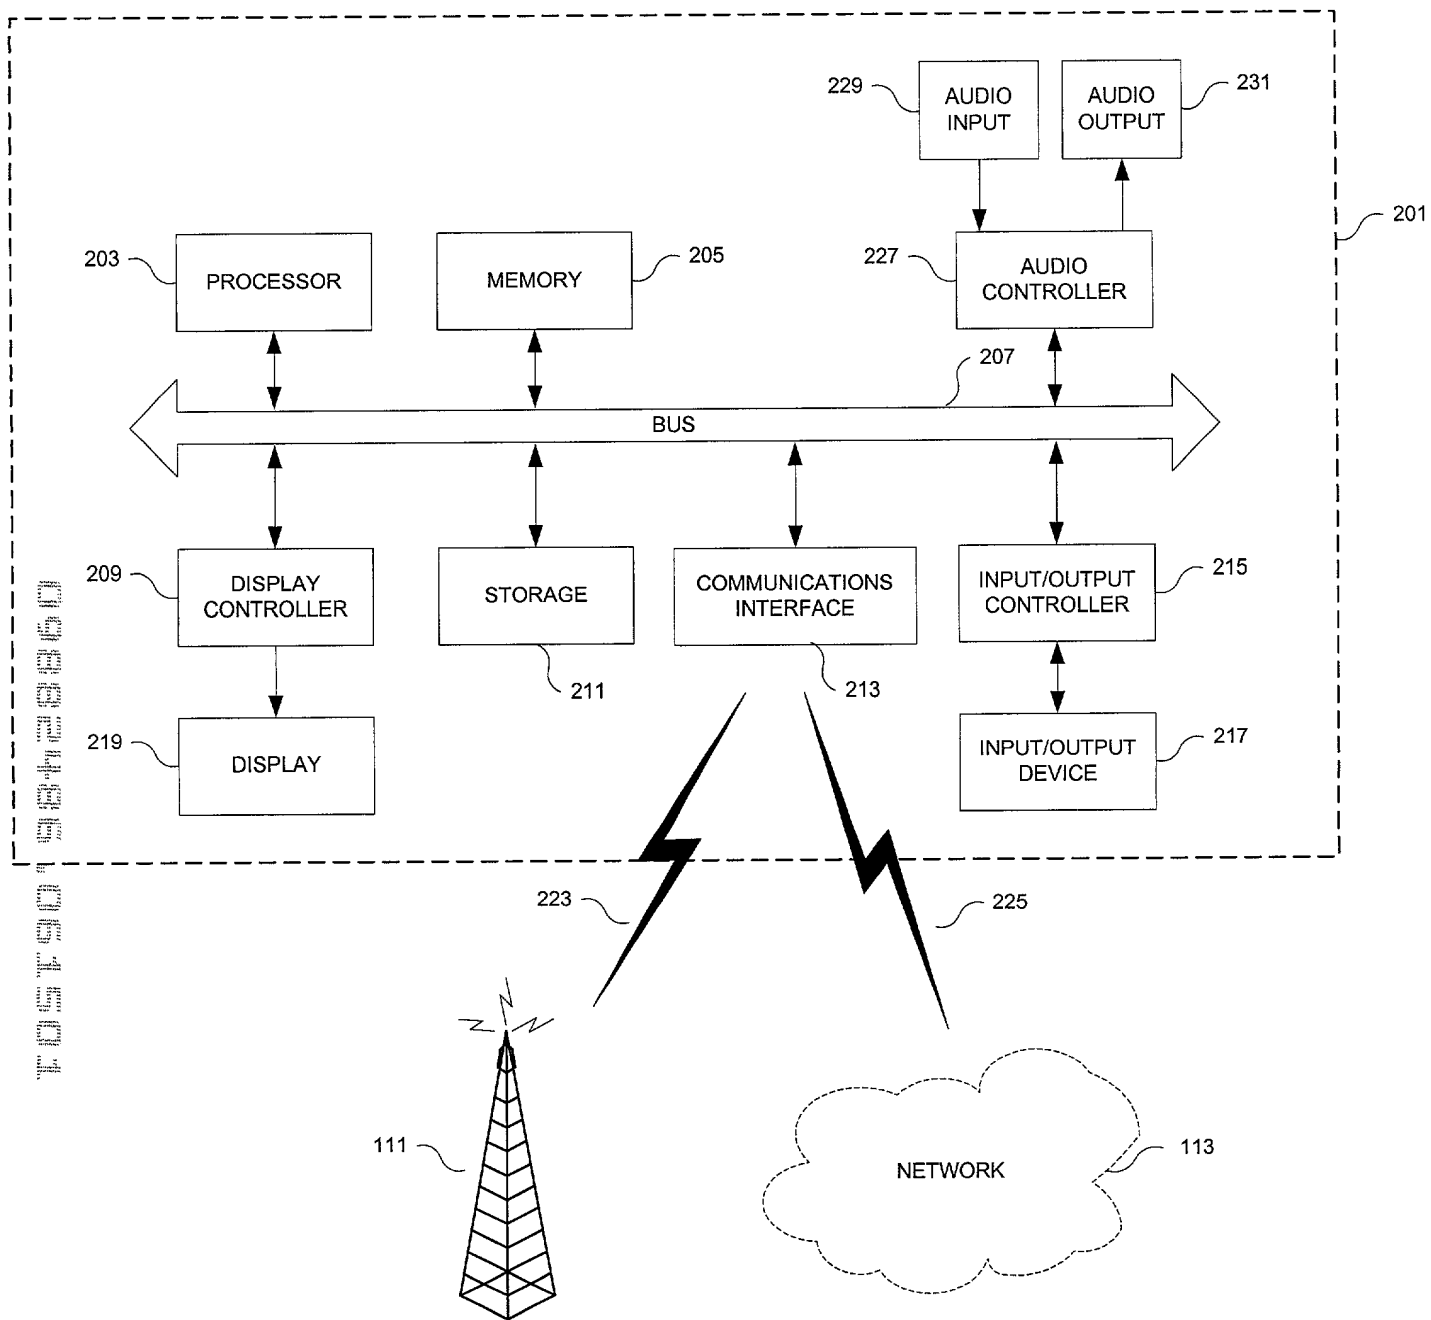 229
AUDIO
INPUT
AUDIO
OUTPUT
231
201
203
PROCESSOR
MEMORY
205
227
AUDIO
CONTROLLER
207
BUS
209
DISPLAY
CONTROLLER
STORAGE
211
COMMUNICATIONS
INTERFACE
213
INPUT/OUTPUT
CONTROLLER
215
219
DISPLAY
INPUT/OUTPUT
DEVICE
217
223
225
111
NETWORK
113
09882486.061501